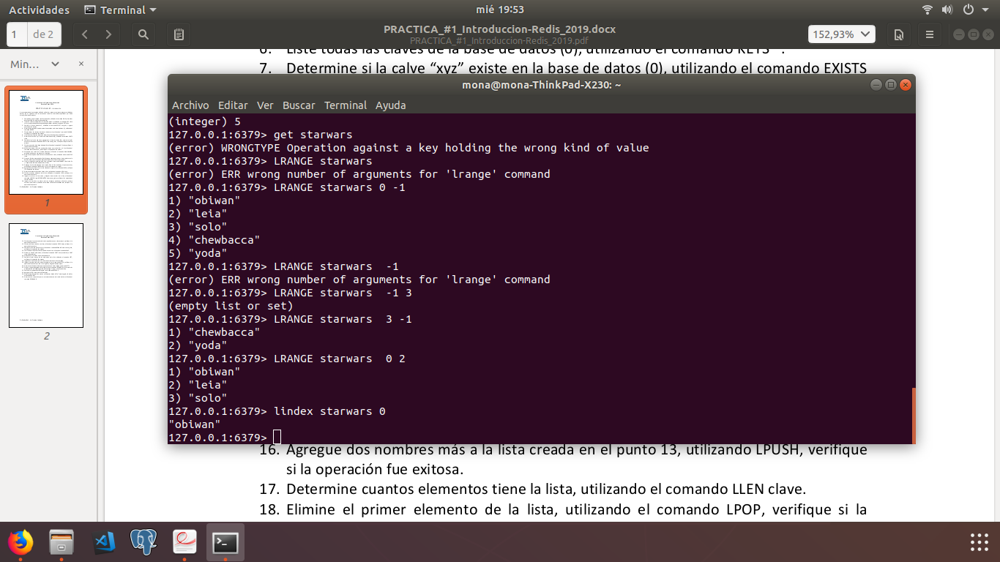 Actividades Terminal mié 19:53
1 de 2 PRACTICA_#1_Introduccion-Redis_2019.docx 152,93%
PRACTICA_#1_Introduccion-Redis_2019.pdf
Min...
1
2
6. Liste todas las claves de la base de datos (0), utilizando el comando KEYS
7. Determine si la calve “xyz” existe en la base de datos (0), utilizando el comando EXISTS
mona@mona-ThinkPad-X230: ~
Archivo Editar Ver Buscar Terminal Ayuda
(integer) 5
127.0.0.1:6379> get starwars
(error) WRONGTYPE Operation against a key holding the wrong kind of value
127.0.0.1:6379> LRANGE starwars
(error) ERR wrong number of arguments for 'lrange' command
127.0.0.1:6379> LRANGE starwars 0 -1
1) "obiwan"
2) "leia"
3) "solo"
4) "chewbacca"
5) "yoda"
127.0.0.1:6379> LRANGE starwars  -1
(error) ERR wrong number of arguments for 'lrange' command
127.0.0.1:6379> LRANGE starwars  -1 3
(empty list or set)
127.0.0.1:6379> LRANGE starwars  3 -1
1) "chewbacca"
2) "yoda"
127.0.0.1:6379> LRANGE starwars  0 2
1) "obiwan"
2) "leia"
3) "solo"
127.0.0.1:6379> lindex starwars 0
"obiwan"
127.0.0.1:6379>
16. Agregue dos nombres más a la lista creada en el punto 13, utilizando LPUSH, verifique
si la operación fue exitosa.
17. Determine cuantos elementos tiene la lista, utilizando el comando LLEN clave.
18. Elimine el primer elemento de la lista, utilizando el comando LPOP, verifique si la